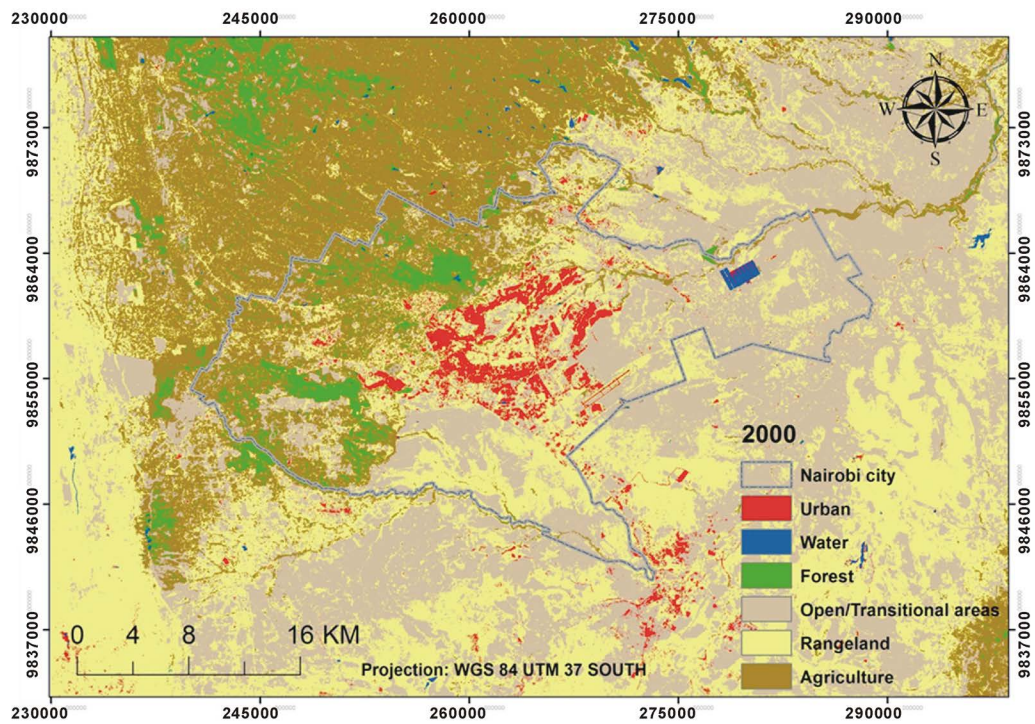 230000 245000 260000 275000 290000
N
W E
S
9873000 9873000
9864000 9864000
9855000 9855000
2000
Nairobi city
9846000 Urban 9846000
Water
Forest
Open/Transitional areas
9837000 Rangeland 9837000
0 4 8 16 KM
Projection: WGS 84 UTM 37 SOUTH
Agriculture
230000 245000 260000 275000 290000